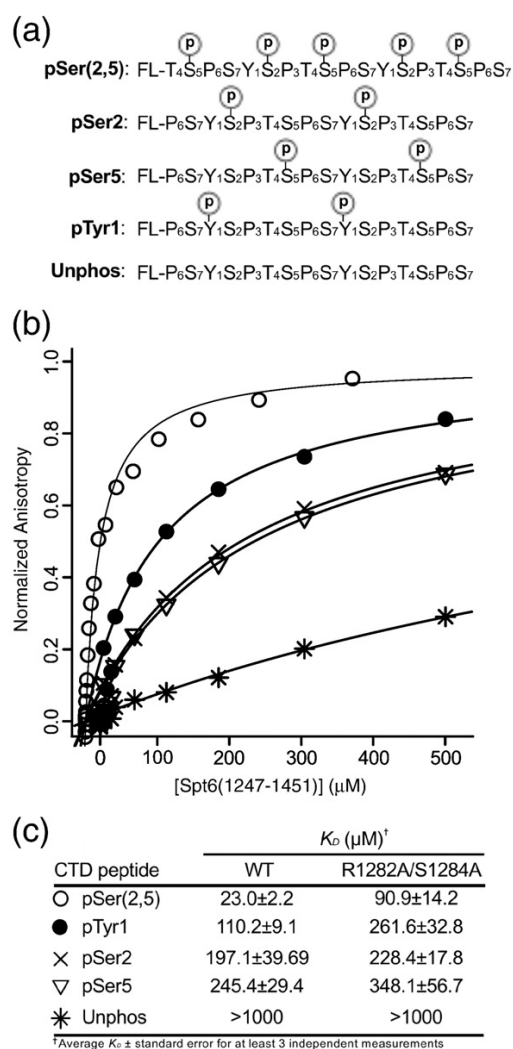 (a)
p p p p p
pSer(2,5): FL-T4S5P6S7Y1S2P3T4S5P6S7Y1S2P3T4S5P6S7
p p
pSer2: FL-P6S7Y1S2P3T4S5P6S7Y1S2P3T4S5P6S7
p p
pSer5: FL-P6S7Y1S2P3T4S5P6S7Y1S2P3T4S5P6S7
p p
pTyr1: FL-P6S7Y1S2P3T4S5P6S7Y1S2P3T4S5P6S7
Unphos: FL-P6S7Y1S2P3T4S5P6S7Y1S2P3T4S5P6S7
(b)
Normalized Anisotropy
1.0
0.8
0.6
0.4
0.2
0.0
0 100 200 300 400 500
[Spt6(1247-1451)] (μM)
(c)
KD (μM)†
CTD peptide WT R1282A/S1284A
pSer(2,5) 23.0±2.2 90.9±14.2
pTyr1 110.2±9.1 261.6±32.8
pSer2 197.1±39.69 228.4±17.8
pSer5 245.4±29.4 348.1±56.7
Unphos >1000 >1000
†Average KD ± standard error for at least 3 independent measurements